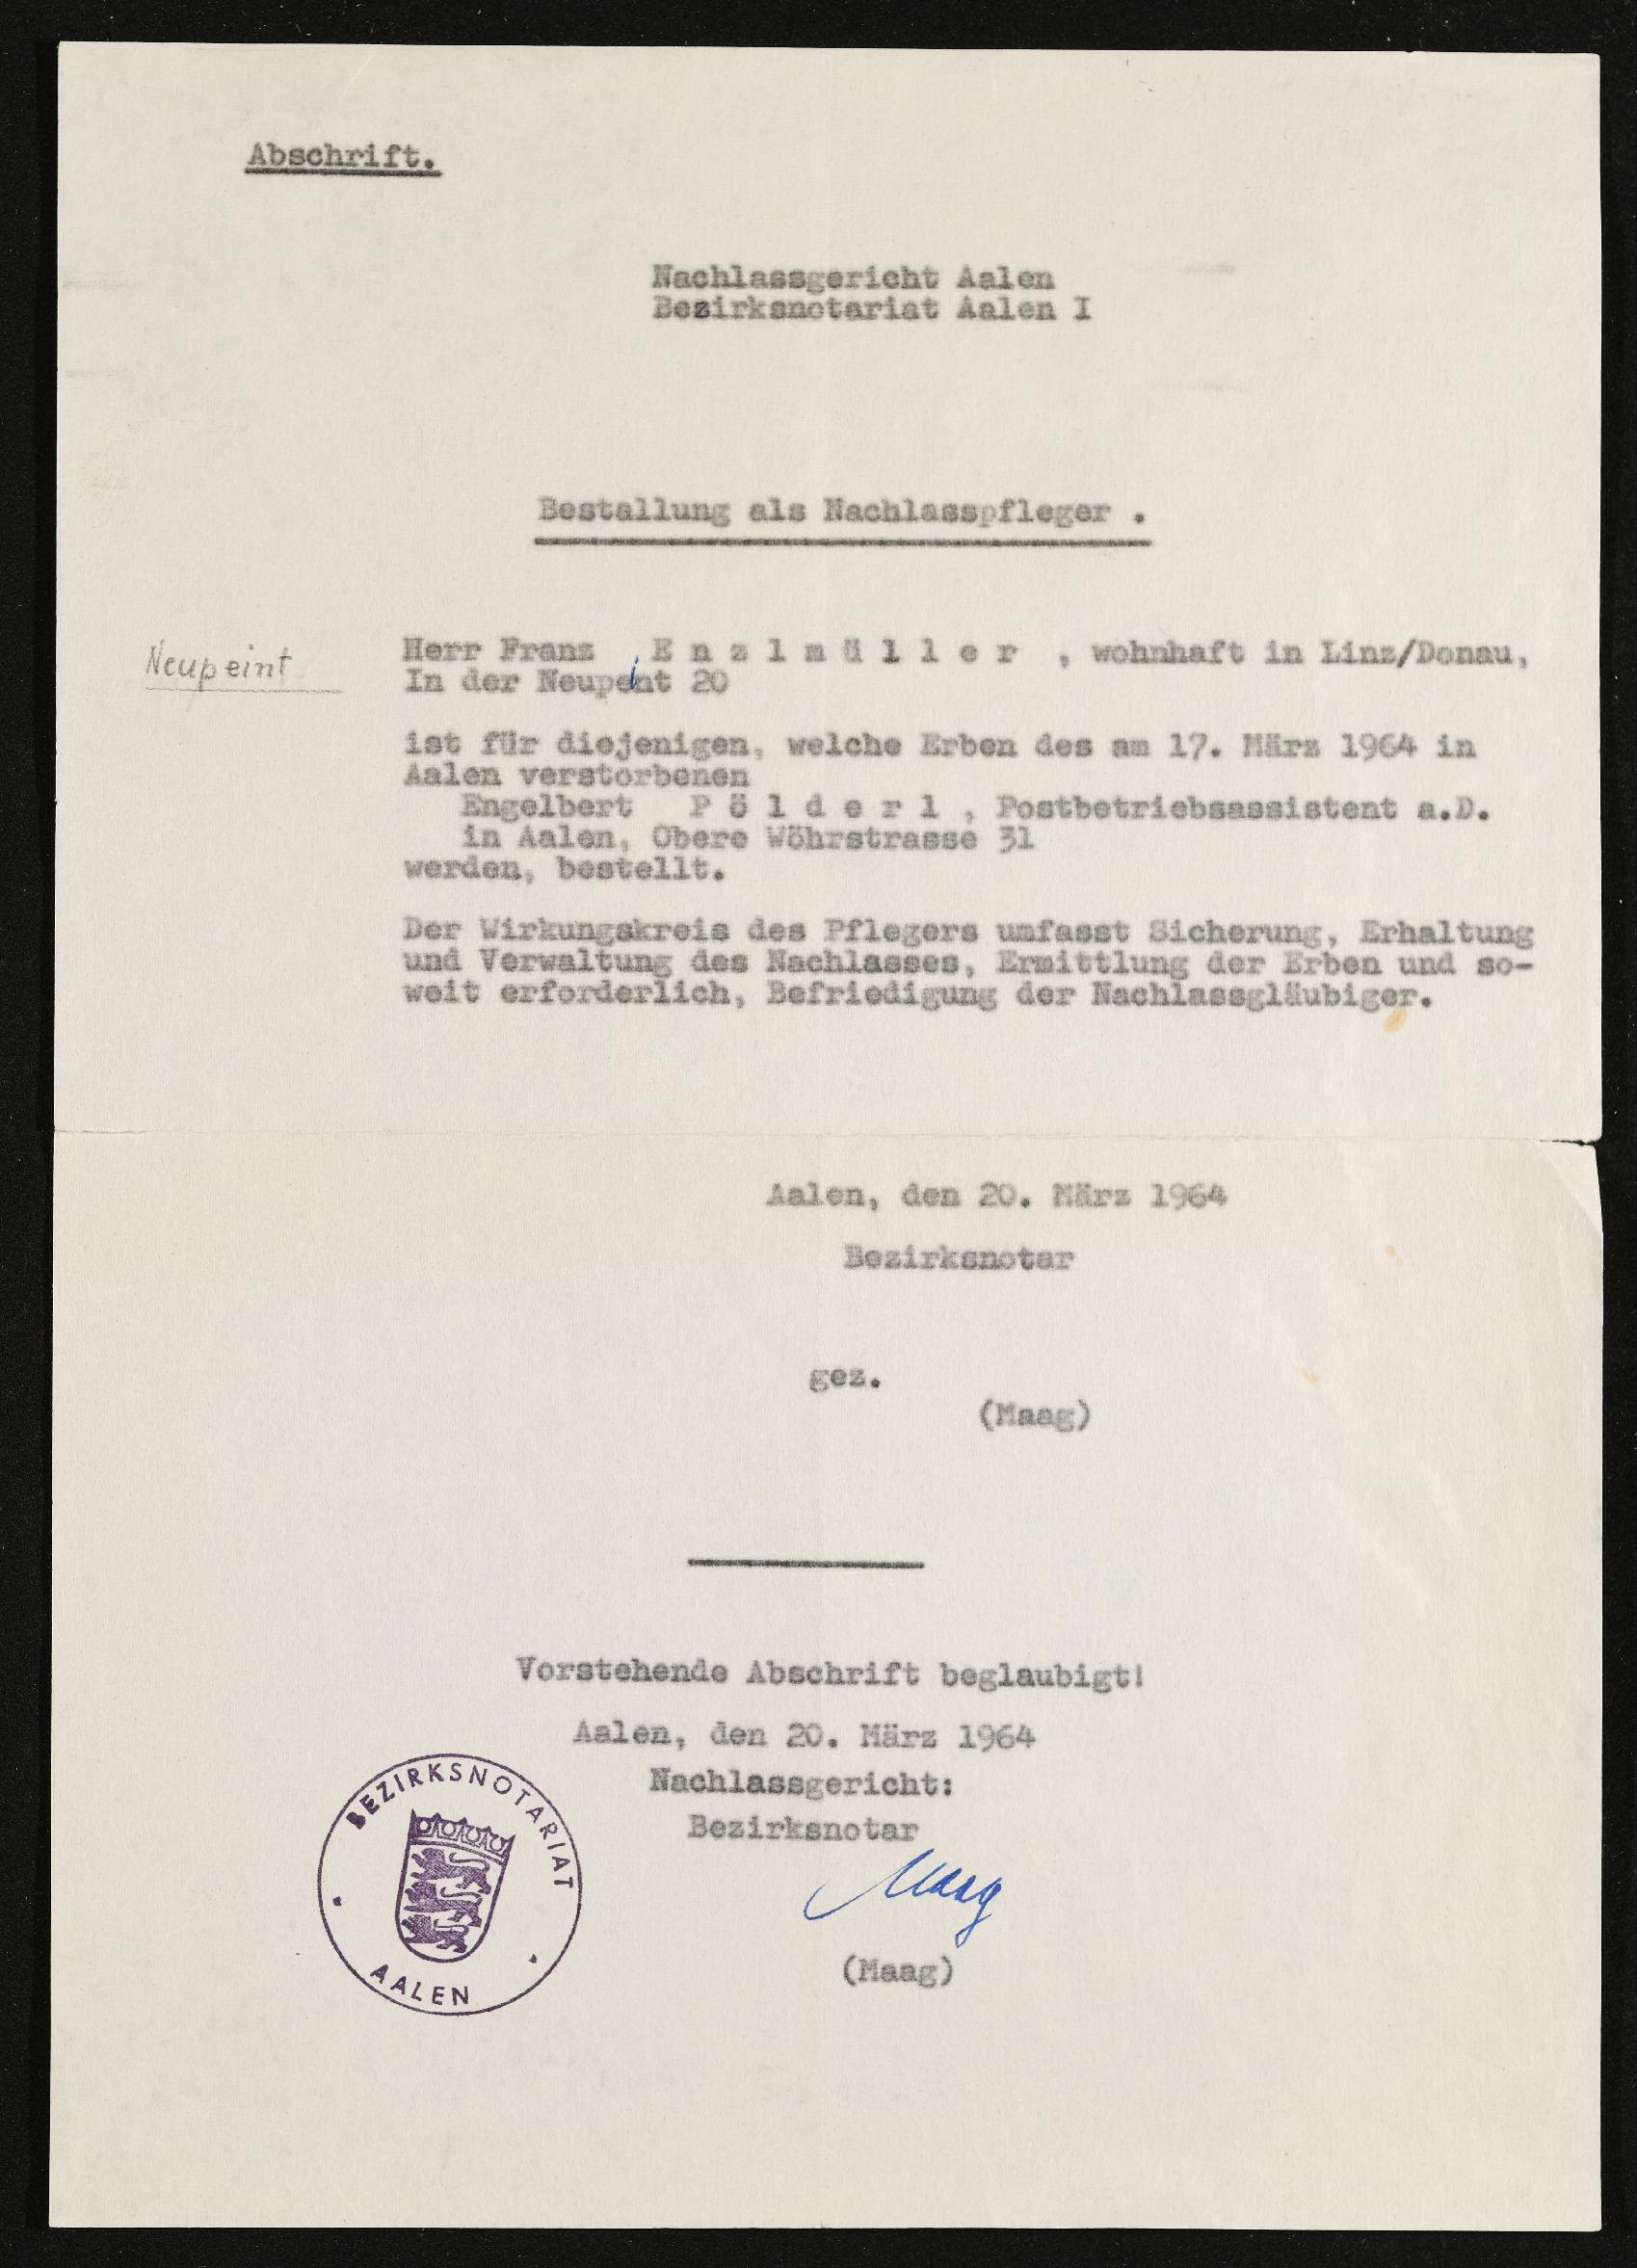 Abschrift.
Nachlassgericht Aalen
Bezirksnotariat Aalen I
Bestallung als Nachlasspfleger .
Neupeint
Herr Franz E n z l m ü l l e r , wohnhaft in Linz/Donau,
In der Neupeint 20
ist für diejenigen, welche Erben des am 17. März 1964 in
Aalen verstorbenen
Engelbert P ö l d e r l , Postbetriebsassistent a.D.
in Aalen, Obere Wöhrstrasse 31
werden, bestellt.
Der Wirkungskreis des Pflegers umfasst Sicherung, Erhaltung
und Verwaltung des Nachlasses, Ermittlung der Erben und so-
weit erforderlich, Befriedigung der Nachlassgläubiger.
Aalen, den 20. März 1964
Bezirksnotar
gez.
(Maag)
Vorstehende Abschrift beglaubigt!
Aalen, den 20. März 1964
Nachlassgericht:
Bezirksnotar
Maag
(Maag)
BEZIRKSNOTARIAT
AALEN